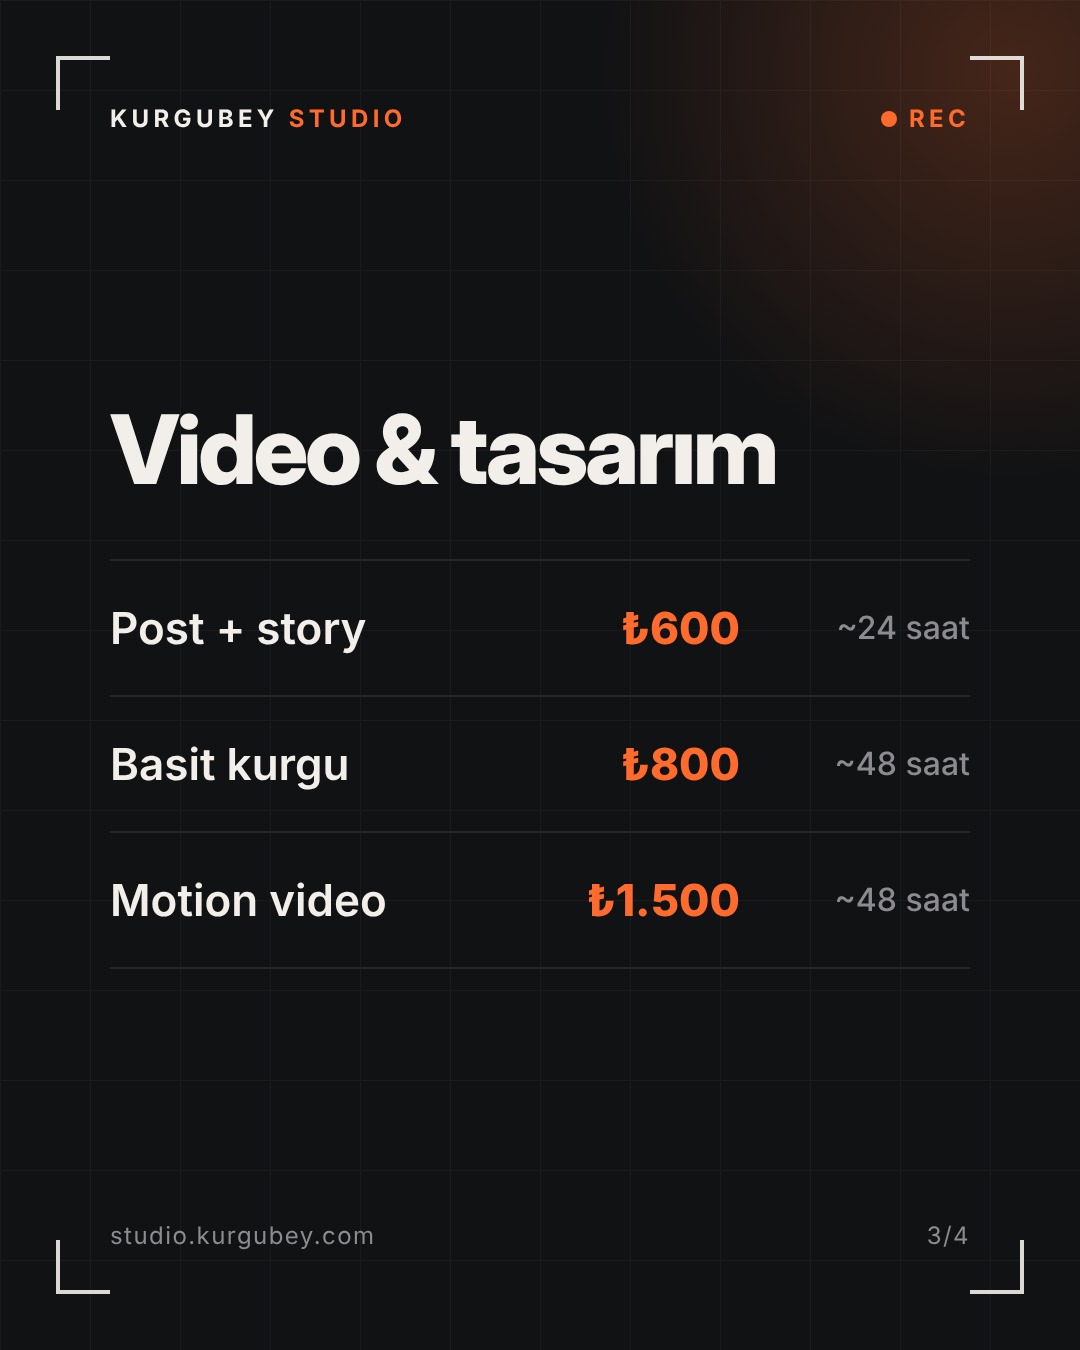 KURGUBEY STUDIO
REC
Video & tasarım
Post + story ₺600 ~24 saat
Basit kurgu ₺800 ~48 saat
Motion video ₺1.500 ~48 saat
studio.kurgubey.com
3/4